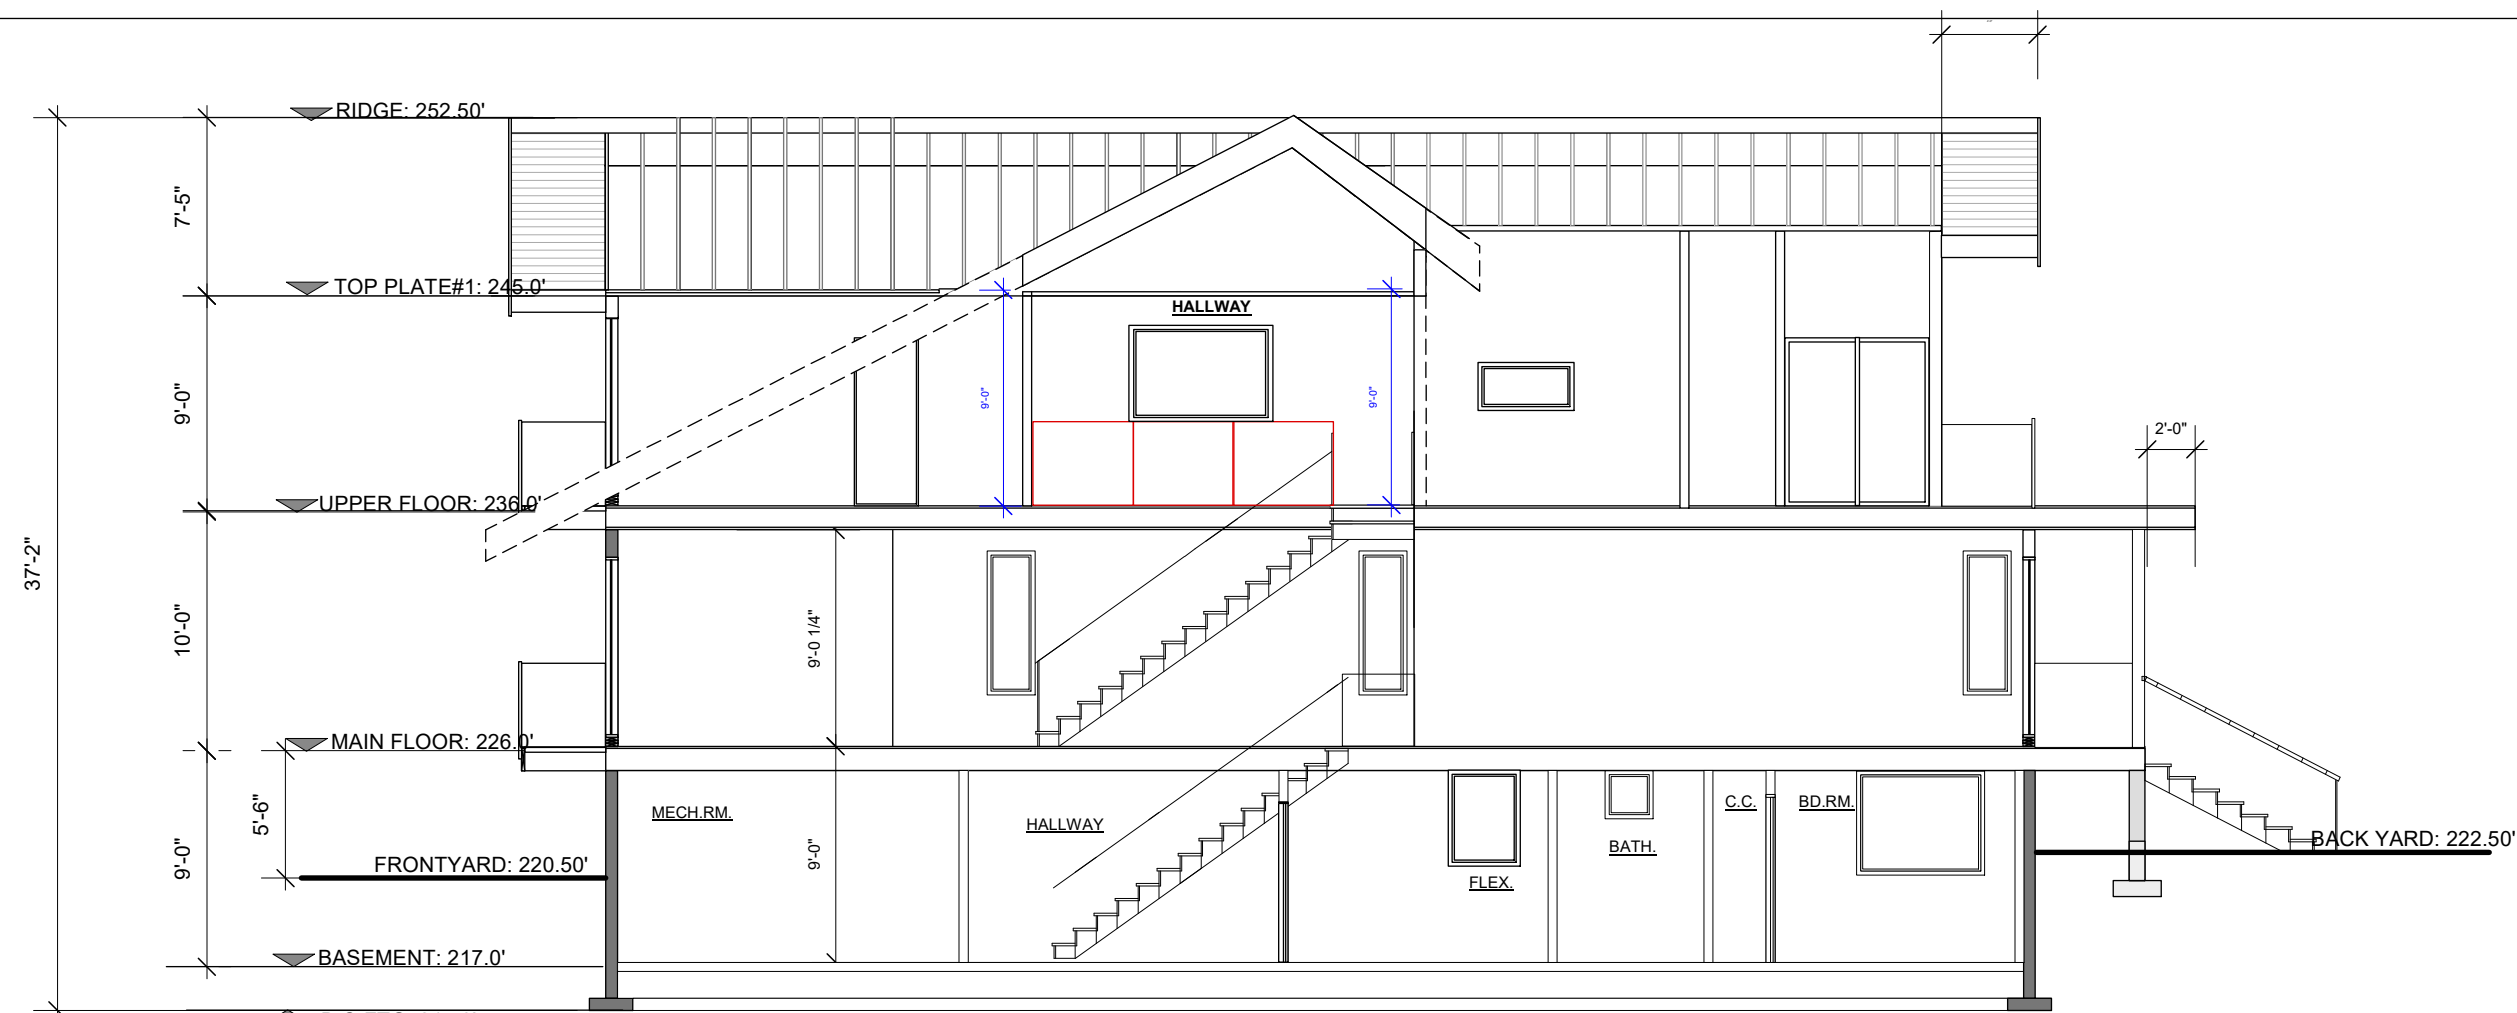 RIDGE: 252.50'
7'-5"
TOP PLATE#1: 245.0'
HALLWAY
9'-0"
9'-0"
9'-0"
2'-0"
UPPER FLOOR: 236.0'
37'-2"
10'-0"
9'-0 1/4"
MAIN FLOOR: 226.0'
5'-6"
MECH.RM.
HALLWAY
C.C.
BD.RM.
BACK YARD: 222.50'
BATH.
9'-0"
9'-0"
FRONTYARD: 220.50'
FLEX.
BASEMENT: 217.0'